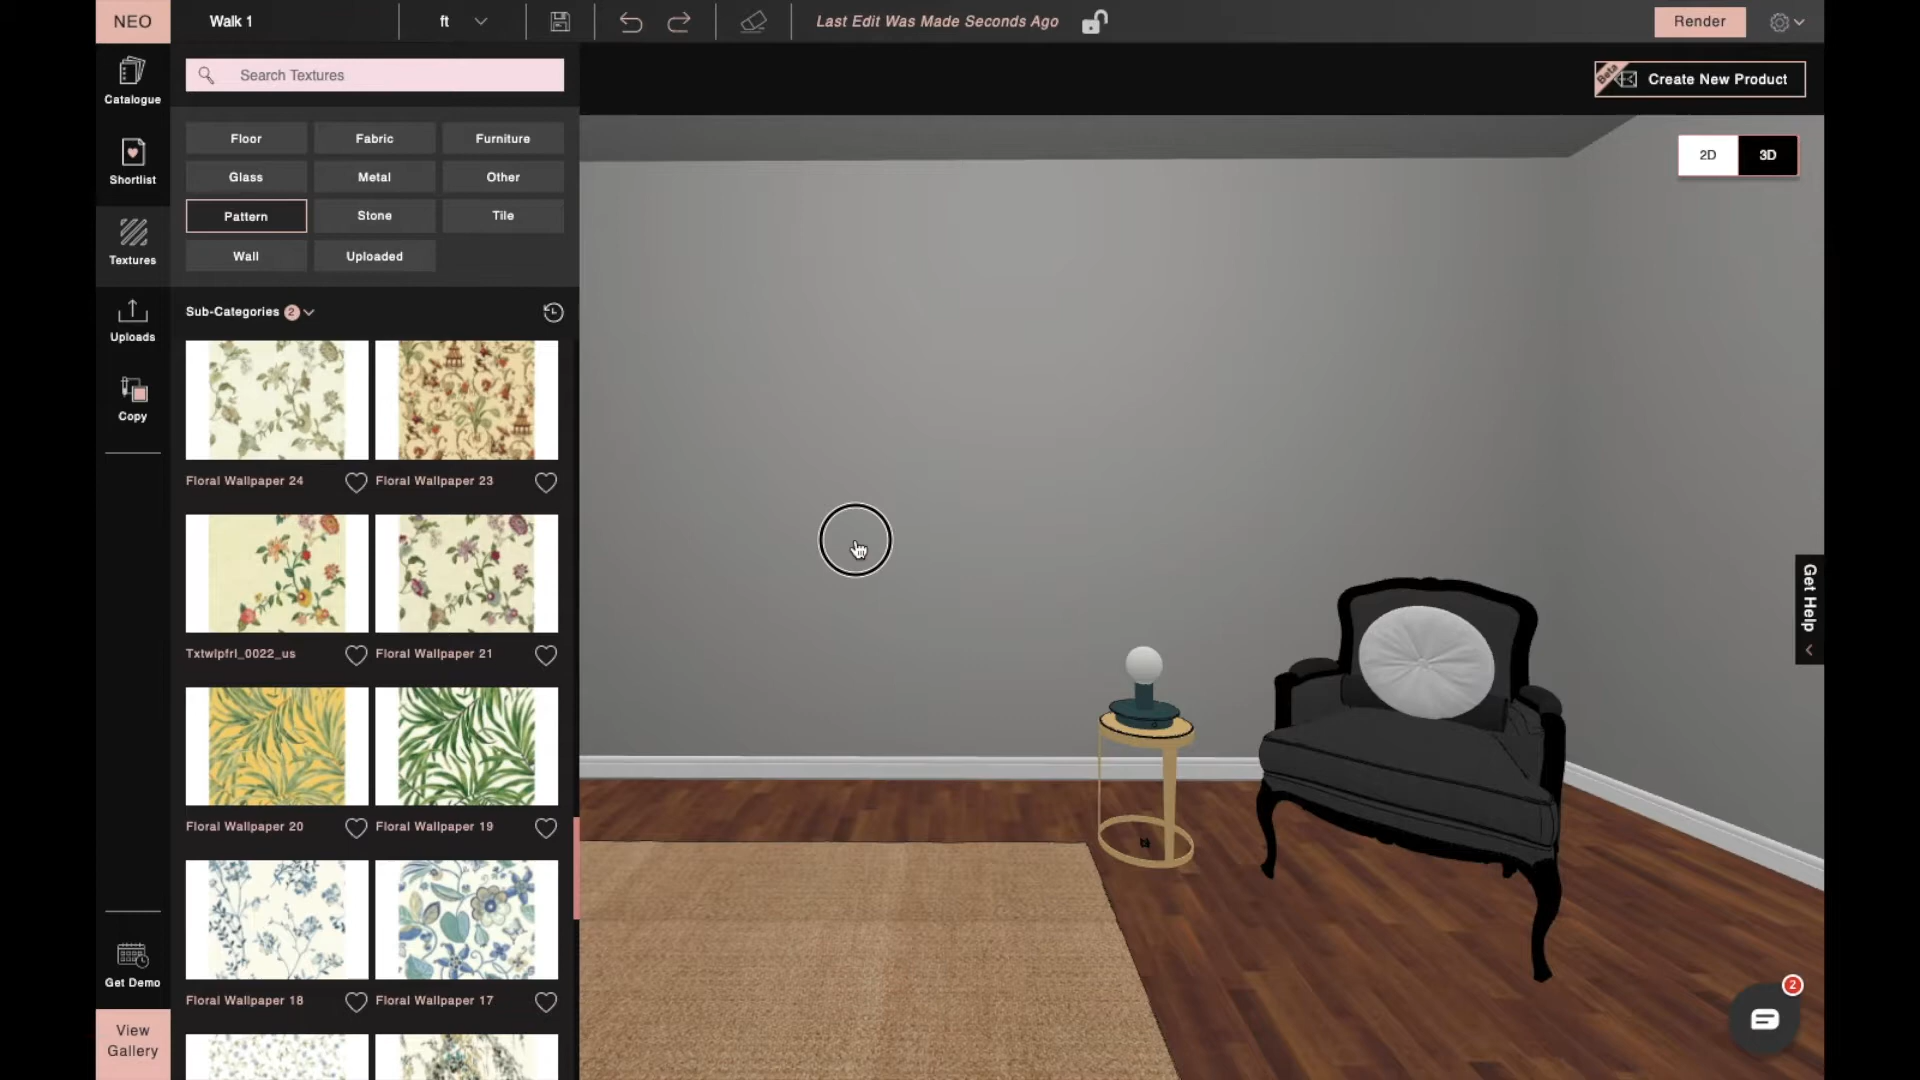 NEO
Walk 1
ft
Last Edit Was Made Seconds Ago
Render
Catalogue
Shortlist
Textures
Uploads
Copy
Get Demo
View
Gallery
Search Textures
Floor
Fabric
Furniture
Glass
Metal
Other
Pattern
Stone
Tile
Wall
Uploaded
Sub-Categories 2
Floral Wallpaper 24
Floral Wallpaper 23
Txtwlpfrl_0022_us
Floral Wallpaper 21
Floral Wallpaper 20
Floral Wallpaper 19
Floral Wallpaper 18
Floral Wallpaper 17
Beta
Create New Product
2D
3D
Get Help
2